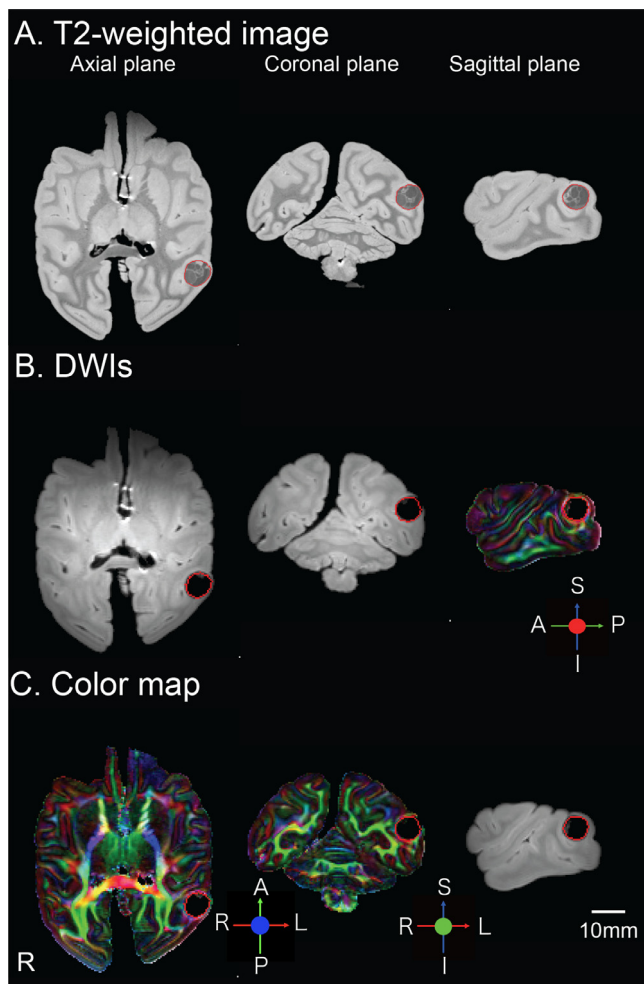 A. T2-weighted image
Axial plane
Coronal plane
Sagittal plane
B. DWIs
S
A
P
I
C. Color map
A
R
L
P
S
R
L
I
10mm
R